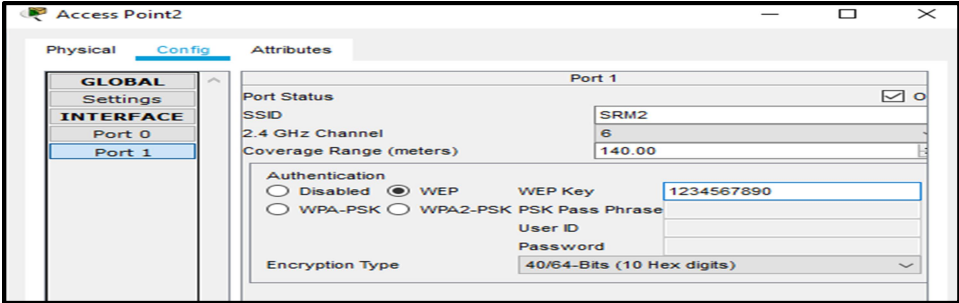 Access Point2
Physical Config Attributes
GLOBAL
Settings
INTERFACE
Port 0
Port 1
Port 1
Port Status O
SSID SRM2
2.4 GHz Channel 6
Coverage Range (meters) 140.00
Authentication
Disabled WEP WEP Key 1234567890
WPA-PSK WPA2-PSK PSK Pass Phrase
User ID
Password
Encryption Type 40/64-Bits (10 Hex digits)